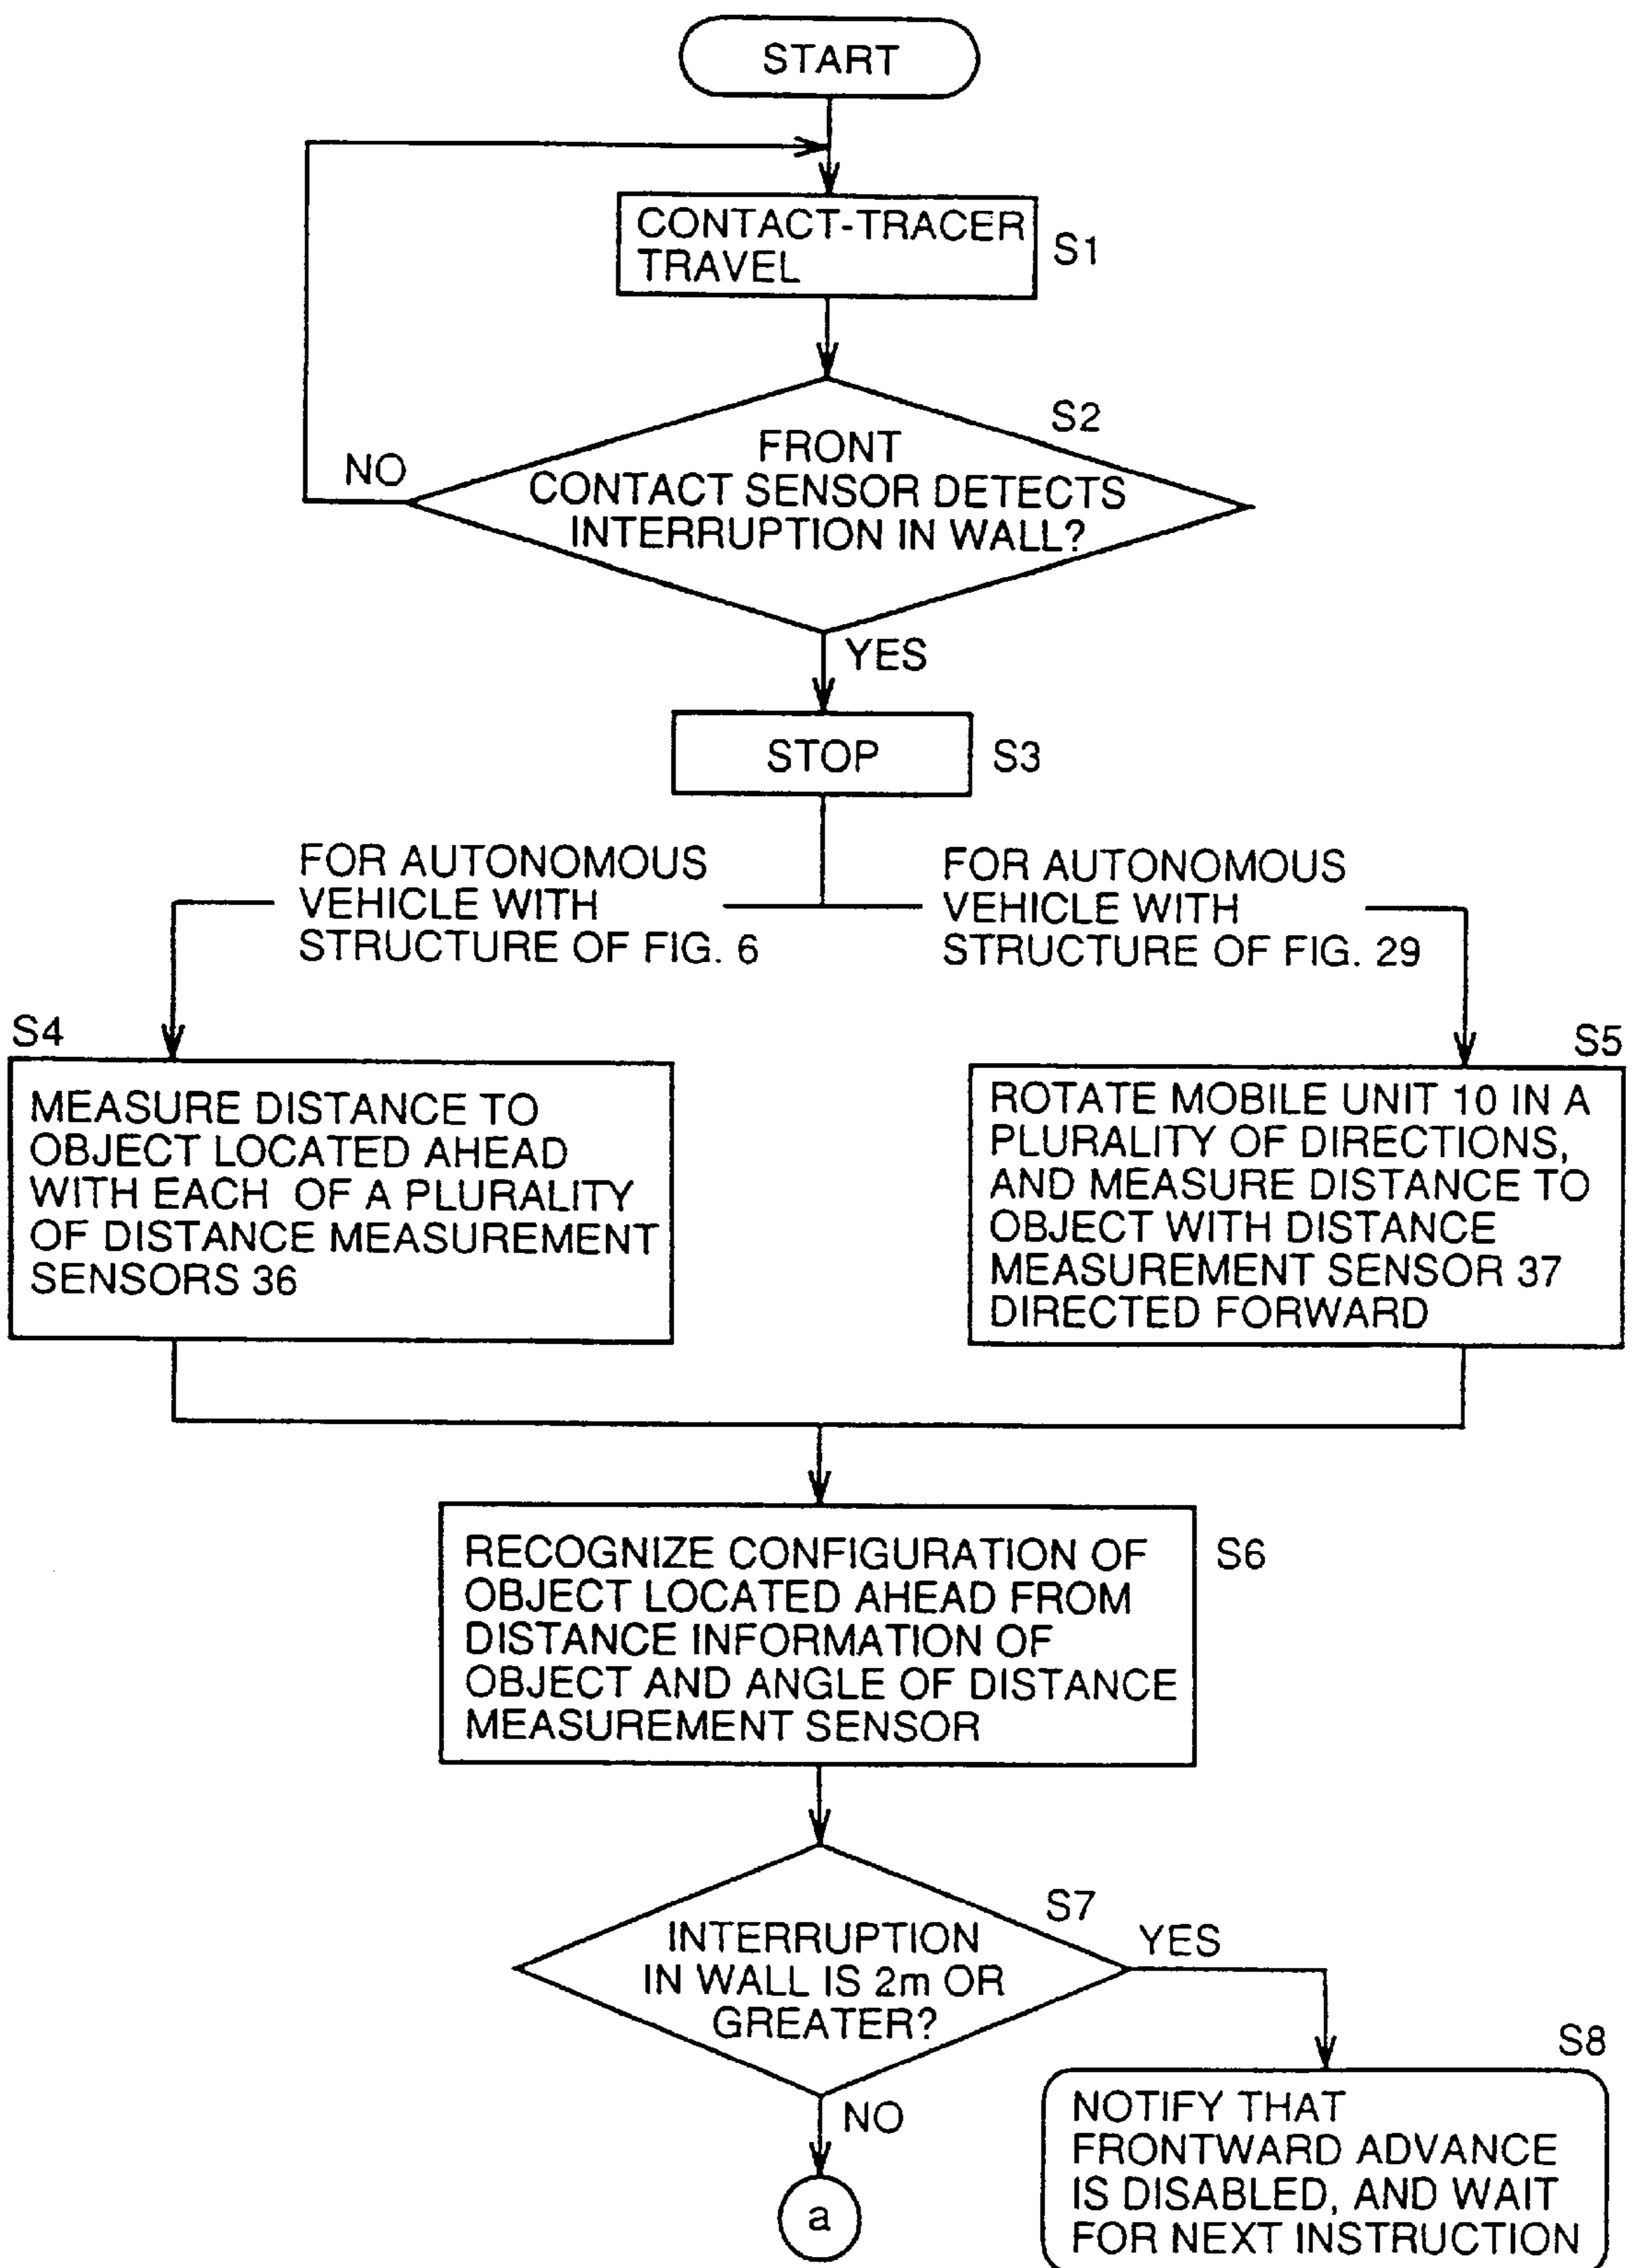 START
CONTACT-TRACER
TRAVEL
S1
S2
FRONT
CONTACT SENSOR DETECTS
INTERRUPTION IN WALL?
NO
YES
STOP
S3
FOR AUTONOMOUS
VEHICLE WITH
STRUCTURE OF FIG. 6
FOR AUTONOMOUS
VEHICLE WITH
STRUCTURE OF FIG. 29
S4
MEASURE DISTANCE TO
OBJECT LOCATED AHEAD
WITH EACH OF A PLURALITY
OF DISTANCE MEASUREMENT
SENSORS 36
S5
ROTATE MOBILE UNIT 10 IN A
PLURALITY OF DIRECTIONS,
AND MEASURE DISTANCE TO
OBJECT WITH DISTANCE
MEASUREMENT SENSOR 37
DIRECTED FORWARD
RECOGNIZE CONFIGURATION OF
OBJECT LOCATED AHEAD FROM
DISTANCE INFORMATION OF
OBJECT AND ANGLE OF DISTANCE
MEASUREMENT SENSOR
S6
S7
INTERRUPTION
IN WALL IS 2m OR
GREATER?
YES
NO
a
S8
NOTIFY THAT
FRONTWARD ADVANCE
IS DISABLED, AND WAIT
FOR NEXT INSTRUCTION